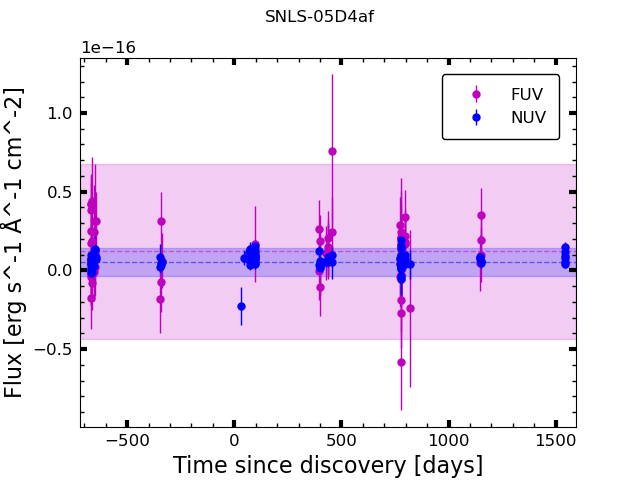 SNLS-05D4af
1e−16
FUV
NUV
1.0
0.5
0.0
−0.5
Flux [erg s^-1 Å^-1 cm^-2]
−500 0 500 1000 1500
Time since discovery [days]